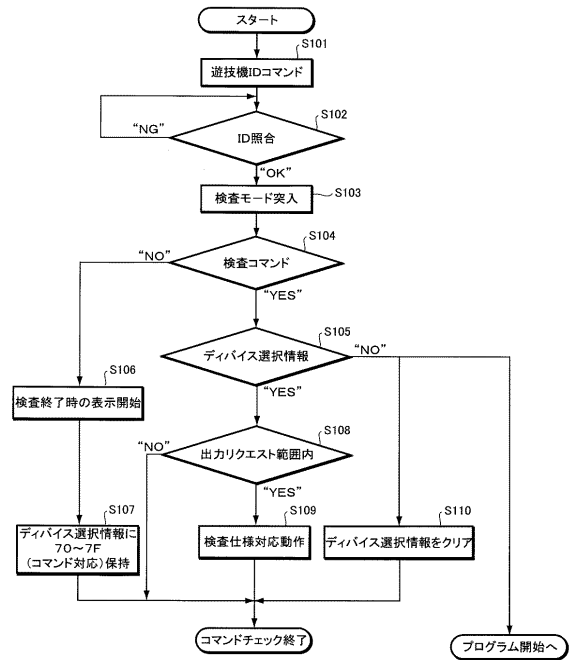 スタート
S101
遊技機IDコマンド
S102
"NG"
ID照合
"OK"
S103
検査モード突入
S104
"NO"
検査コマンド
"YES"
S105
ディバイス選択情報
"NO"
S106
"YES"
検査終了時の表示開始
S108
"NO"
出力リクエスト範囲内
"YES"
S107
S109
S110
ディバイス選択情報に
70～7F
(コマンド対応)保持
検査仕様対応動作
ディバイス選択情報をクリア
コマンドチェック終了
プログラム開始へ